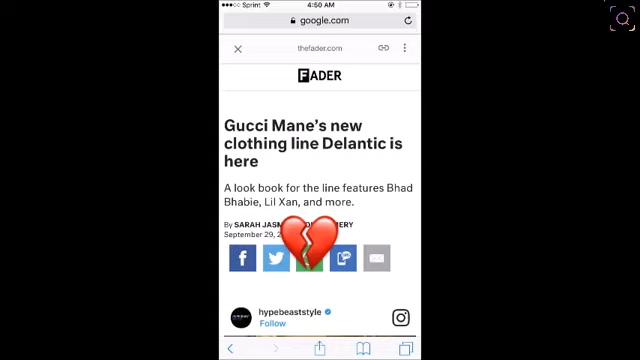 Sprint 4:50 AM
google.com
thefader.com
FADER
Gucci Mane's new
clothing line Delantic is
here
A look book for the line features Bhad
Bhabie, Lil Xan, and more.
By SARAH JASM
September 29, 2
hypebeaststyle
Follow